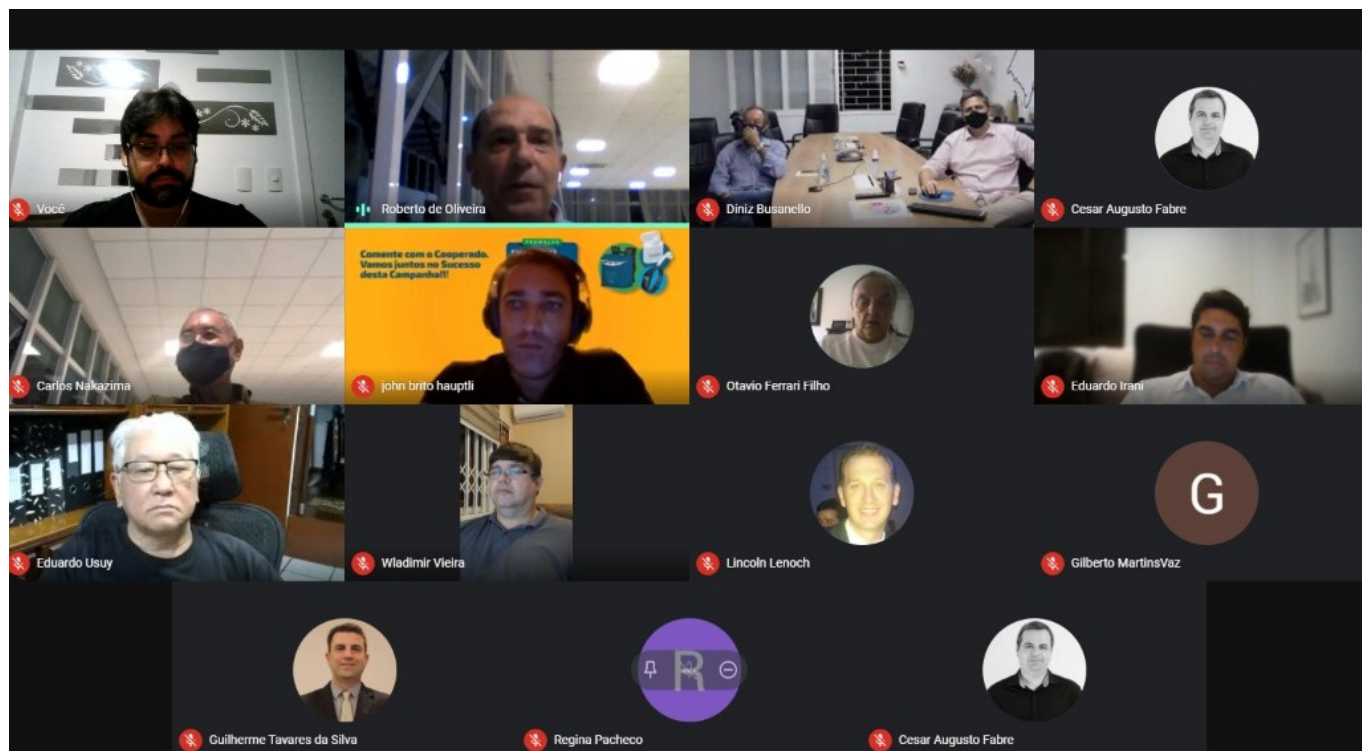 Você
Roberto de Oliveira
Diniz Busanello
Cesar Augusto Fabre
Comente com o Cooperado.
Vamos juntos no Sucesso
desta Campanha!!!
Carlos Nakazima
john brito hauptli
Otavio Ferrari Filho
Eduardo Irani
Eduardo Usuy
Wladimir Vieira
Lincoln Lenoch
G
Gilberto MartinsVaz
Guilherme Tavares da Silva
R
Regina Pacheco
Cesar Augusto Fabre